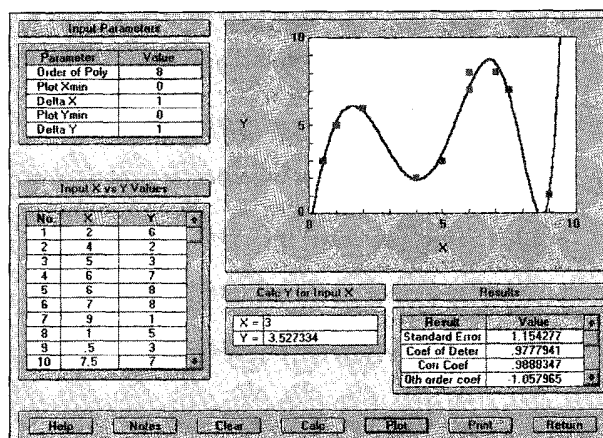 Input Parameters
Parameter Value
Order of Poly 8
Plot Xmin 0
Delta X 1
Plot Ymin 0
Delta Y 1
10
Y
5
0
0 5 10
X
Input X vs Y Values
No. X Y
1 2 6
2 4 2
3 5 3
4 6 7
5 6 8
6 7 8
7 9 1
8 1 5
9 .5 3
10 7.5 7
Calc Y for Input X
X = 3
Y = 3.527334
Results
Result Value
Standard Error 1.154277
Coef of Deter .9777941
Corr Coef .9888347
0th order coef -1.057965
Help Notes Clear Calc Plot Print Return